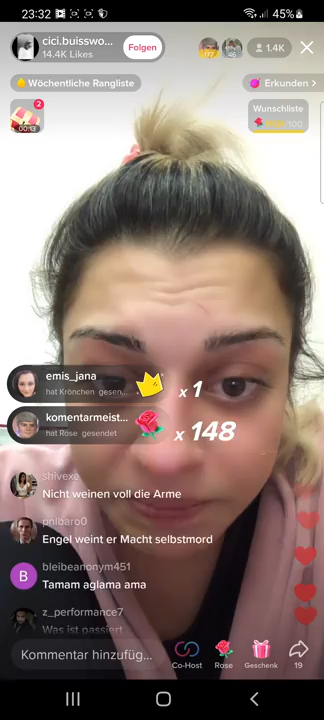 23:32
45%
cici.buisswo...
14.4K Likes
Folgen
177
46
1.4K
Wöchentliche Rangliste
Erkunden
2
00:13
Wunschliste
/100
emis_jana
hat Krönchen gesen...
x 1
komentarmeist...
hat Rose gesendet
x 148
shivexe
Nicht weinen voll die Arme
pnlbaro0
Engel weint er Macht selbstmord
B
bleibeanonym451
Tamam aglama ama
z_performance7
Was ist passiert
Kommentar hinzufüg...
Co-Host
Rose
Geschenk
19